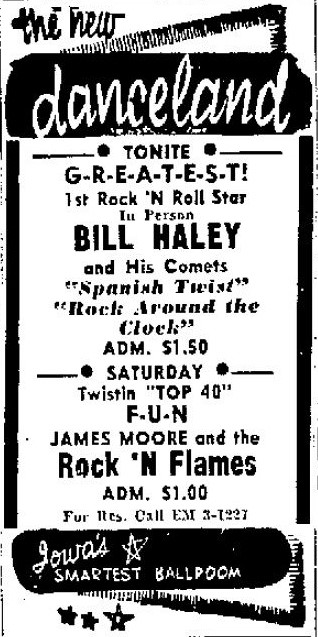 the new
danceland
TONITE
G-R-E-A-T-E-S-T!
1st Rock 'N Roll Star
In Person
BILL HALEY
and His Comets
"Spanish Twist"
"Rock Around the
Clock"
ADM. $1.50
SATURDAY
Twistin "TOP 40"
F-U-N
JAMES MOORE and the
Rock 'N Flames
ADM. $1.00
For Res. Call EM 3-1227
Iowa's
SMARTEST BALLROOM